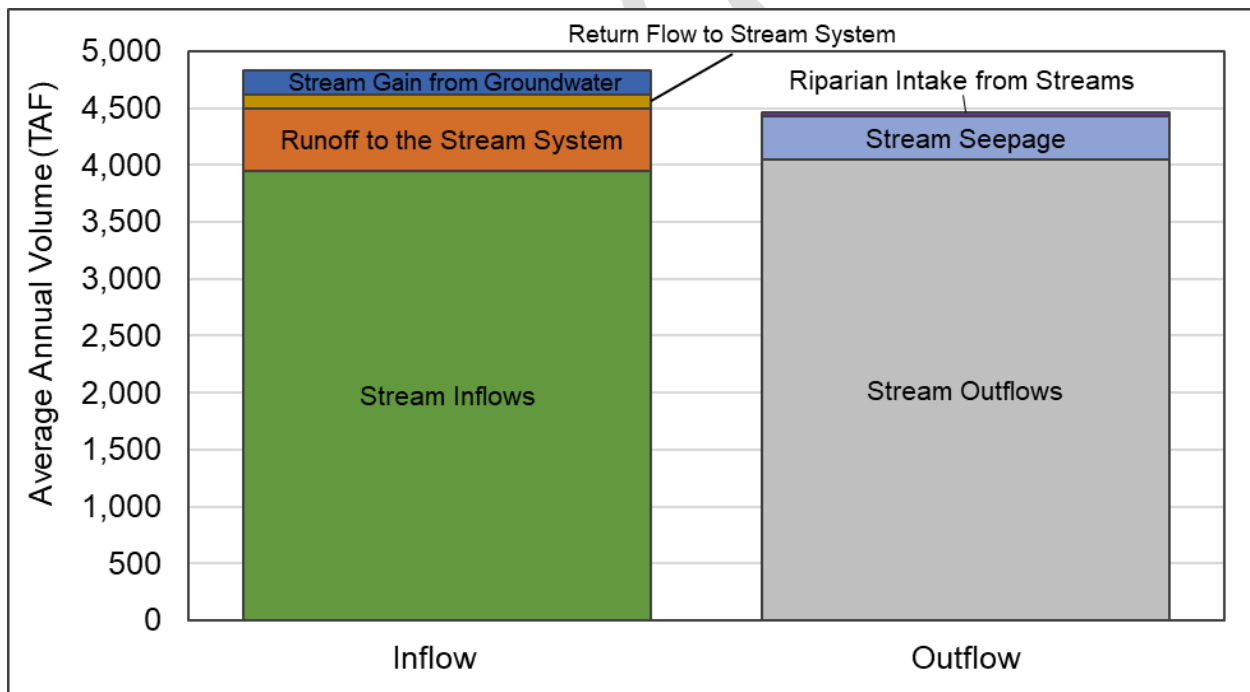 Return Flow to Stream System
5,000
Stream Gain from Groundwater
Riparian Intake from Streams
4,500
Runoff to the Stream System
Stream Seepage
4,000
3,500
3,000
2,500
2,000
Stream Inflows
Stream Outflows
1,500
1,000
500
0
Average Annual Volume (TAF)
Inflow
Outflow